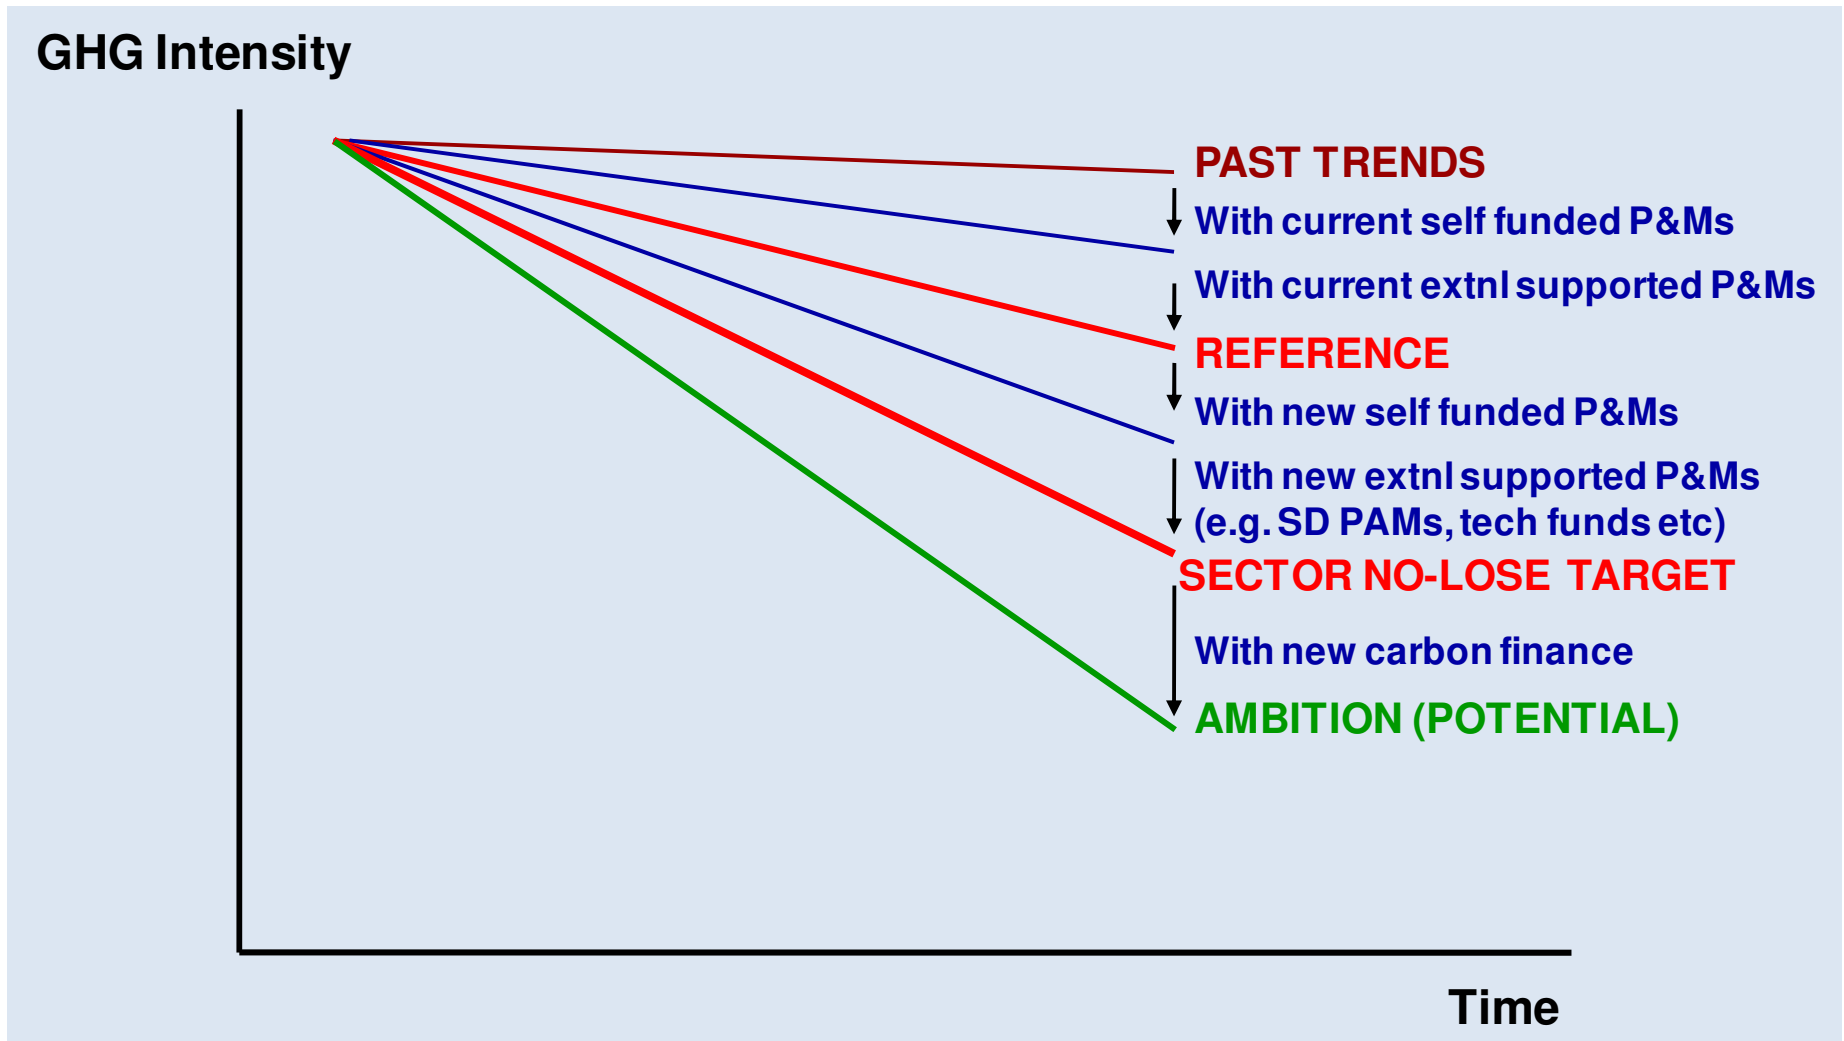 GHG Intensity
PAST TRENDS
With current self funded P&Ms
With current extnl supported P&Ms
REFERENCE
With new self funded P&Ms
With new extnl supported P&Ms
(e.g. SD PAMs, tech funds etc)
SECTOR NO-LOSE TARGET
With new carbon finance
AMBITION (POTENTIAL)
Time